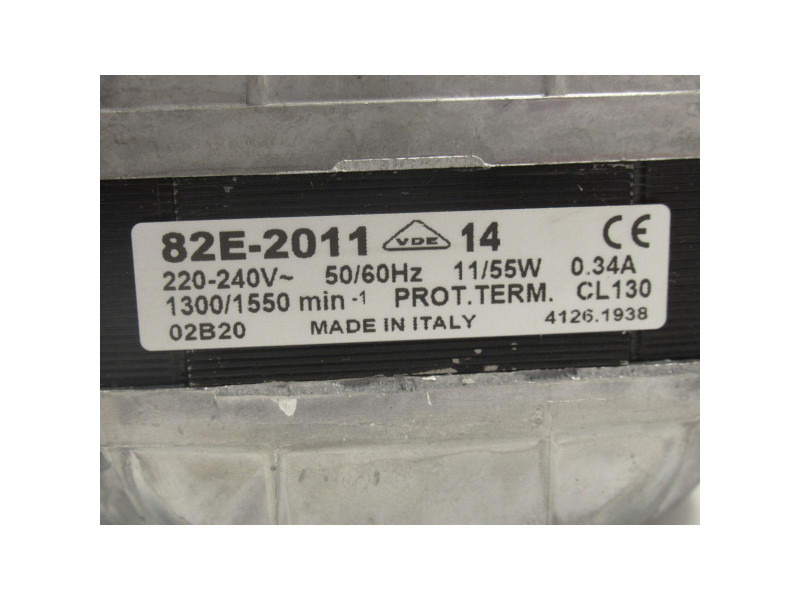 82E-2011 VDE 14 CE
220-240V~ 50/60Hz 11/55W 0.34A
1300/1550 min -1 PROT.TERM. CL130
02B20 MADE IN ITALY 4126.1938